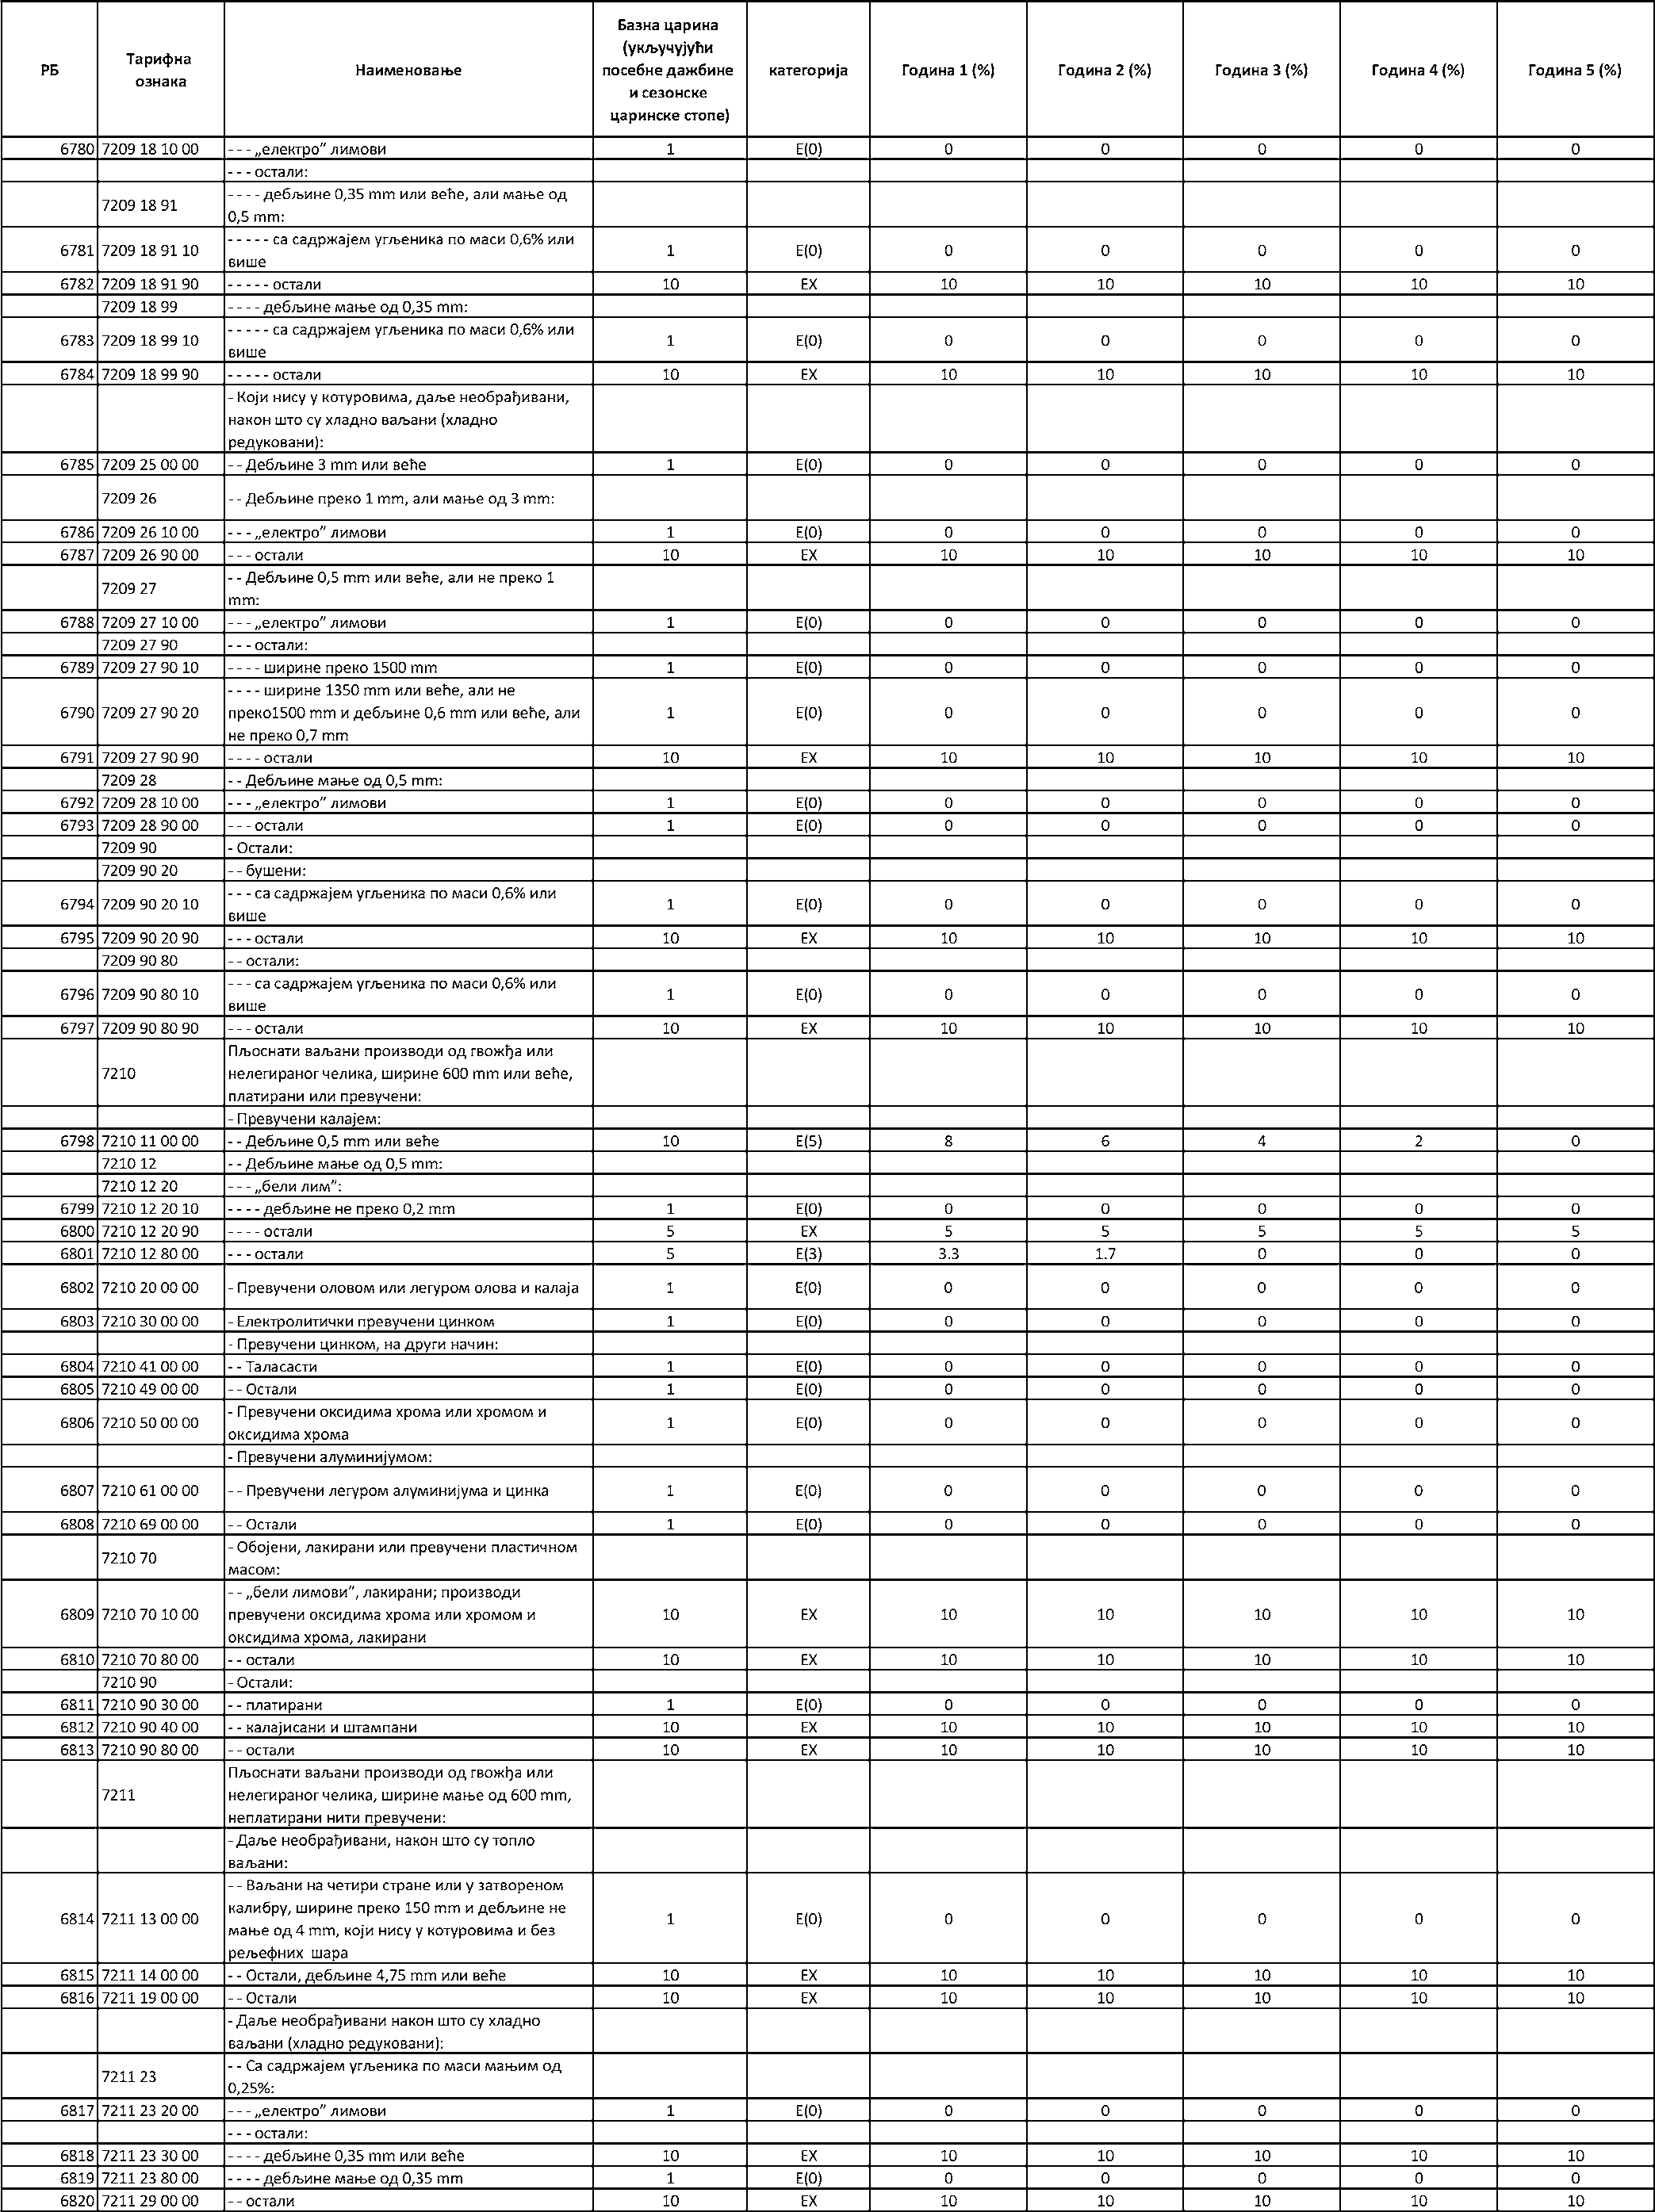 РБ Тарифна ознака Наименовање Базна царина (укључујући посебне дажбине и сезонске царинске стопе) категорија Година 1 (%) Година 2 (%) Година 3 (%) Година 4 (%) Година 5 (%)
6780 7209 18 10 00 - - - „електро” лимови 1 E(0) 0 0 0 0 0
- - - остали:
7209 18 91 - - - - дебљине 0,35 mm или веће, али мање од
0,5 mm:
6781 7209 18 91 10 - - - - - са садржајем угљеника по маси 0,6% или
више 1 E(0) 0 0 0 0 0
6782 7209 18 91 90 - - - - - остали 10 EX 10 10 10 10 10
7209 18 99 - - - - дебљине мање од 0,35 mm:
6783 7209 18 99 10 - - - - - са садржајем угљеника по маси 0,6% или
више 1 E(0) 0 0 0 0 0
6784 7209 18 99 90 - - - - - остали 10 EX 10 10 10 10 10
- Који нису у котуровима, даље необрађивани,
након што су хладно ваљани (хладно
редуковани):
6785 7209 25 00 00 - - Дебљине 3 mm или веће 1 E(0) 0 0 0 0 0
7209 26 - - Дебљине преко 1 mm, али мање од 3 mm:
6786 7209 26 10 00 - - - „електро” лимови 1 E(0) 0 0 0 0 0
6787 7209 26 90 00 - - - остали 10 EX 10 10 10 10 10
7209 27 - - Дебљине 0,5 mm или веће, али не преко 1
mm:
6788 7209 27 10 00 - - - „електро” лимови 1 E(0) 0 0 0 0 0
7209 27 90 - - - остали:
6789 7209 27 90 10 - - - - ширине преко 1500 mm 1 E(0) 0 0 0 0 0
6790 7209 27 90 20 - - - - ширине 1350 mm или веће, али не
преко1500 mm и дебљине 0,6 mm или веће, али
не преко 0,7 mm 1 E(0) 0 0 0 0 0
6791 7209 27 90 90 - - - - остали 10 EX 10 10 10 10 10
7209 28 - - Дебљине мање од 0,5 mm:
6792 7209 28 10 00 - - - „електро” лимови 1 E(0) 0 0 0 0 0
6793 7209 28 90 00 - - - остали 1 E(0) 0 0 0 0 0
7209 90 - Остали:
7209 90 20 - - бушени:
6794 7209 90 20 10 - - - са садржајем угљеника по маси 0,6% или
више 1 E(0) 0 0 0 0 0
6795 7209 90 20 90 - - - остали 10 EX 10 10 10 10 10
7209 90 80 - - остали:
6796 7209 90 80 10 - - - са садржајем угљеника по маси 0,6% или
више 1 E(0) 0 0 0 0 0
6797 7209 90 80 90 - - - остали 10 EX 10 10 10 10 10
7210 Пљоснати ваљани производи од гвожђа или
нелегираног челика, ширине 600 mm или веће,
платирани или превучени:
- Превучени калајем:
6798 7210 11 00 00 - - Дебљине 0,5 mm или веће 10 E(5) 8 6 4 2 0
7210 12 - - Дебљине мање од 0,5 mm:
7210 12 20 - - - „бели лим”:
6799 7210 12 20 10 - - - - дебљине не преко 0,2 mm 1 E(0) 0 0 0 0 0
6800 7210 12 20 90 - - - - остали 5 EX 5 5 5 5 5
6801 7210 12 80 00 - - - остали 5 E(3) 3.3 1.7 0 0 0
6802 7210 20 00 00 - Превучени оловом или легуром олова и калаја 1 E(0) 0 0 0 0 0
6803 7210 30 00 00 - Електролитички превучени цинком 1 E(0) 0 0 0 0 0
- Превучени цинком, на други начин:
6804 7210 41 00 00 - - Таласасти 1 E(0) 0 0 0 0 0
6805 7210 49 00 00 - - Остали 1 E(0) 0 0 0 0 0
6806 7210 50 00 00 - Превучени оксидима хрома или хромом и
оксидима хрома 1 E(0) 0 0 0 0 0
- Превучени алуминијумом:
6807 7210 61 00 00 - - Превучени легуром алуминијума и цинка 1 E(0) 0 0 0 0 0
6808 7210 69 00 00 - - Остали 1 E(0) 0 0 0 0 0
7210 70 - Обојени, лакирани или превучени пластичном
масом:
6809 7210 70 10 00 - - „бели лимови”, лакирани; производи
превучени оксидима хрома или хромом и
оксидима хрома, лакирани 10 EX 10 10 10 10 10
6810 7210 70 80 00 - - остали 10 EX 10 10 10 10 10
7210 90 - Остали:
6811 7210 90 30 00 - - платирани 1 E(0) 0 0 0 0 0
6812 7210 90 40 00 - - калајисани и штампани 10 EX 10 10 10 10 10
6813 7210 90 80 00 - - остали 10 EX 10 10 10 10 10
7211 Пљоснати ваљани производи од гвожђа или
нелегираног челика, ширине мање од 600 mm,
неплатирани нити превучени:
- Даље необрађивани, након што су топло
ваљани:
6814 7211 13 00 00 - - Ваљани на четири стране или у затвореном
калибру, ширине преко 150 mm и дебљине не
мање од 4 mm, који нису у котуровима и без
рељефних шара 1 E(0) 0 0 0 0 0
6815 7211 14 00 00 - - Остали, дебљине 4,75 mm или веће 10 EX 10 10 10 10 10
6816 7211 19 00 00 - - Остали 10 EX 10 10 10 10 10
- Даље необрађивани након што су хладно
ваљани (хладно редуковани):
7211 23 - - Са садржајем угљеника по маси мањим од
0,25%:
6817 7211 23 20 00 - - - „електро” лимови 1 E(0) 0 0 0 0 0
- - - остали:
6818 7211 23 30 00 - - - - дебљине 0,35 mm или веће 10 EX 10 10 10 10 10
6819 7211 23 80 00 - - - - дебљине мање од 0,35 mm 1 E(0) 0 0 0 0 0
6820 7211 29 00 00 - - остали 10 EX 10 10 10 10 10